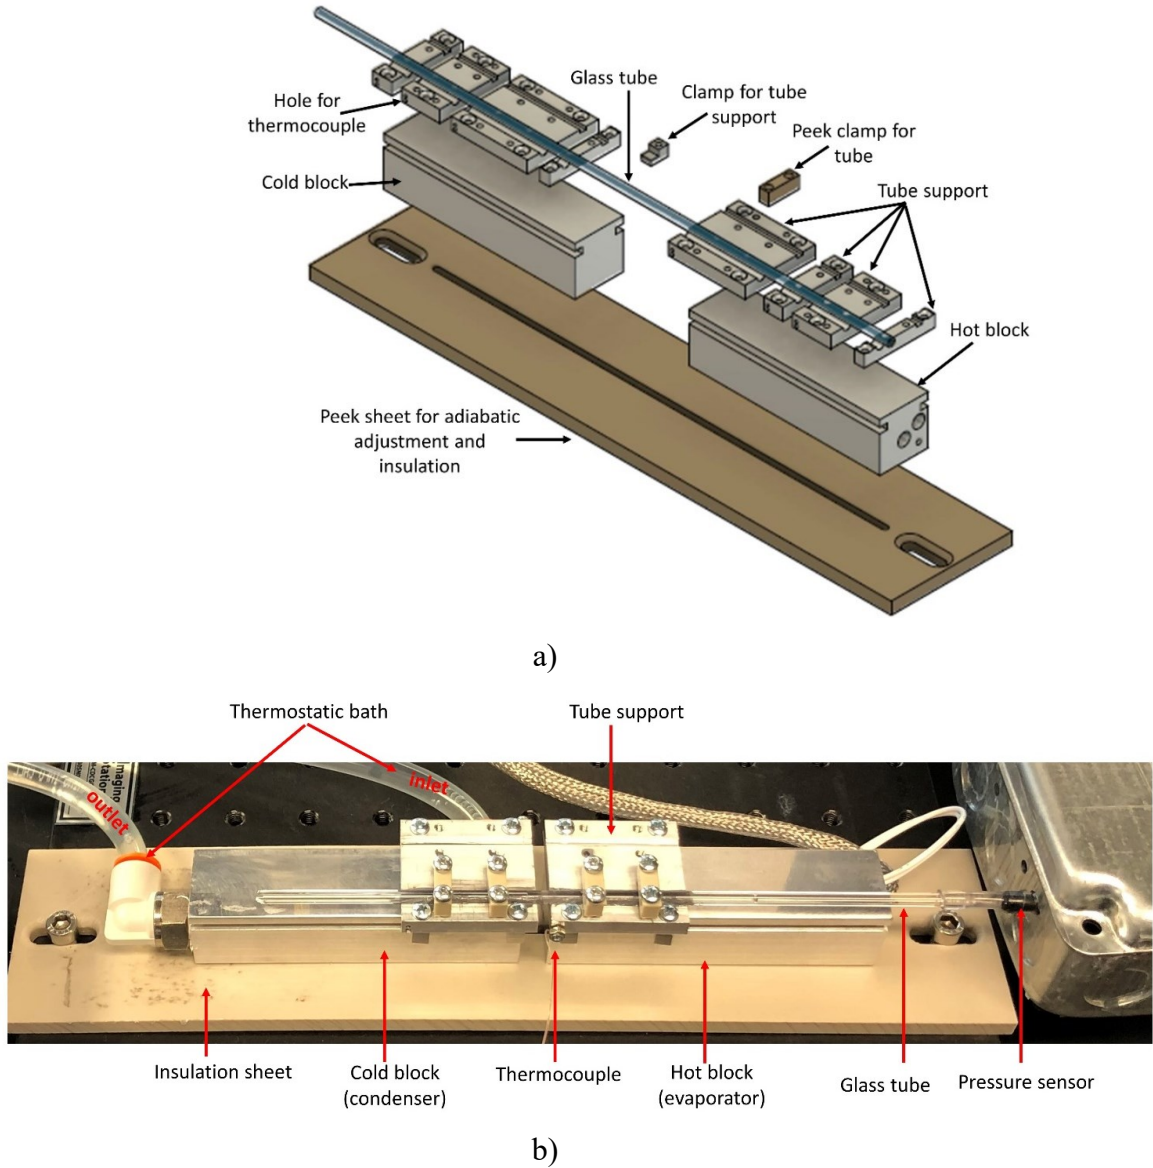 Glass tube
Clamp for tube
support
Hole for
thermocouple
Peek clamp for
tube
Cold block
Tube support
Hot block
Peek sheet for adiabatic
adjustment and
insulation
a)
Thermostatic bath
Tube support
outlet
inlet
Insulation sheet
Cold block
(condenser)
Thermocouple
Hot block
(evaporator)
Glass tube
Pressure sensor
b)